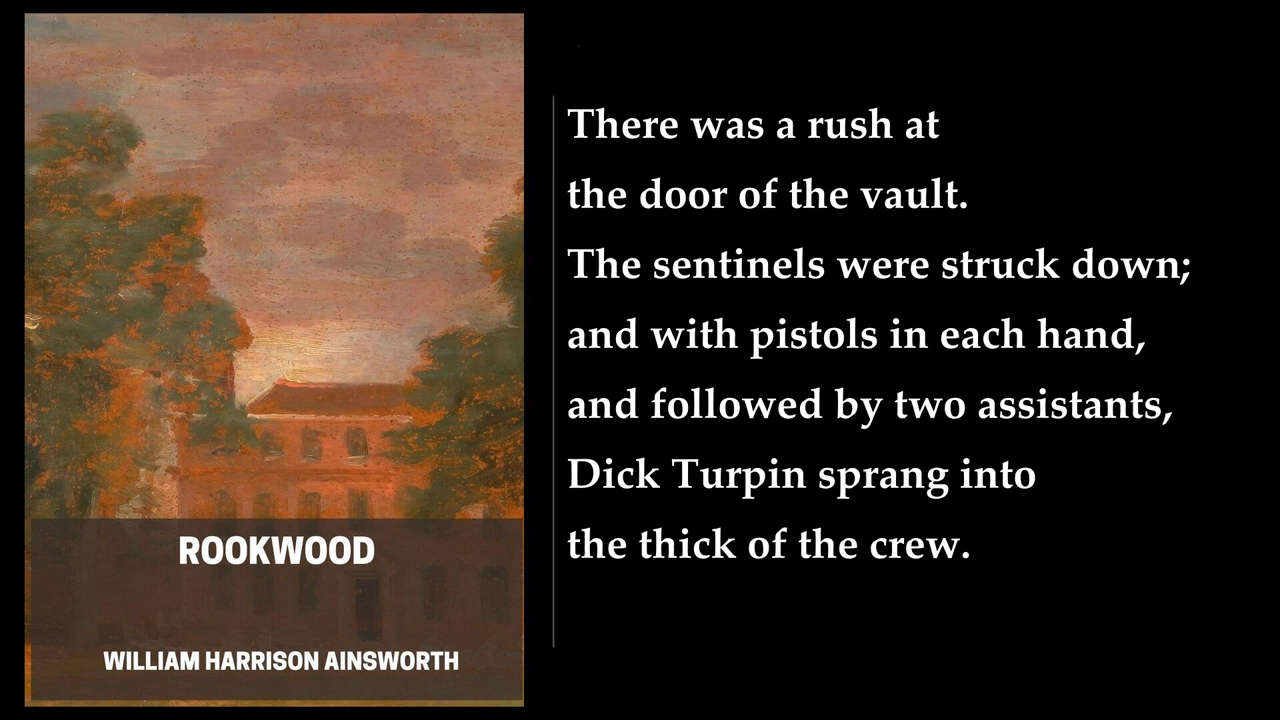 ROOKWOOD
WILLIAM HARRISON AINSWORTH
There was a rush at
the door of the vault.
The sentinels were struck down;
and with pistols in each hand,
and followed by two assistants,
Dick Turpin sprang into
the thick of the crew.